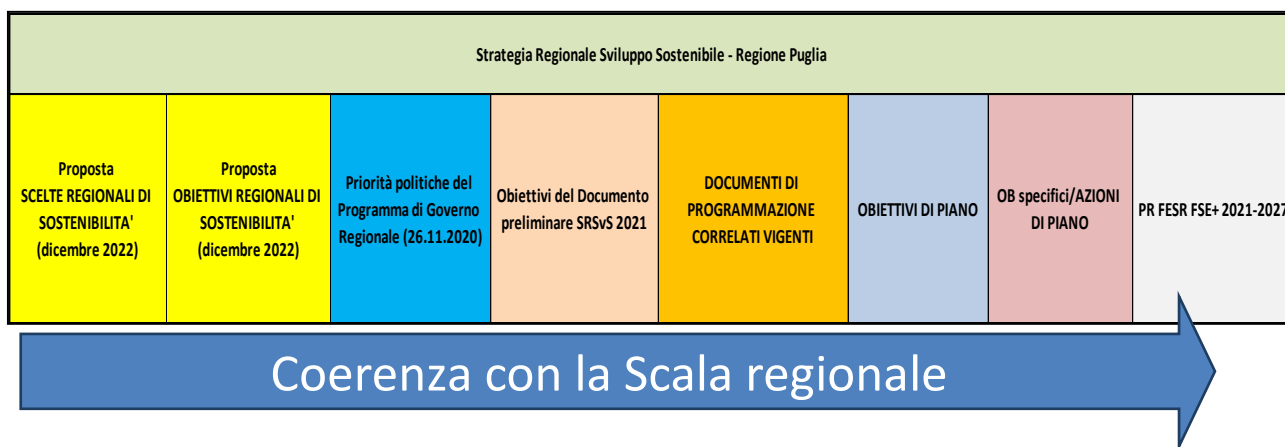 Strategia Regionale Sviluppo Sostenibile - Regione Puglia
Proposta
SCELTE REGIONALI DI
SOSTENIBILITA'
(dicembre 2022)
Proposta
OBIETTIVI REGIONALI DI
SOSTENIBILITA'
(dicembre 2022)
Priorità politiche del
Programma di Governo
Regionale (26.11.2020)
Obiettivi del Documento
preliminare SRSvS 2021
DOCUMENTI DI
PROGRAMMAZIONE
CORRELATI VIGENTI
OBIETTIVI DI PIANO
OB specifici/AZIONI
DI PIANO
PR FESR FSE+ 2021-2027
Coerenza con la Scala regionale